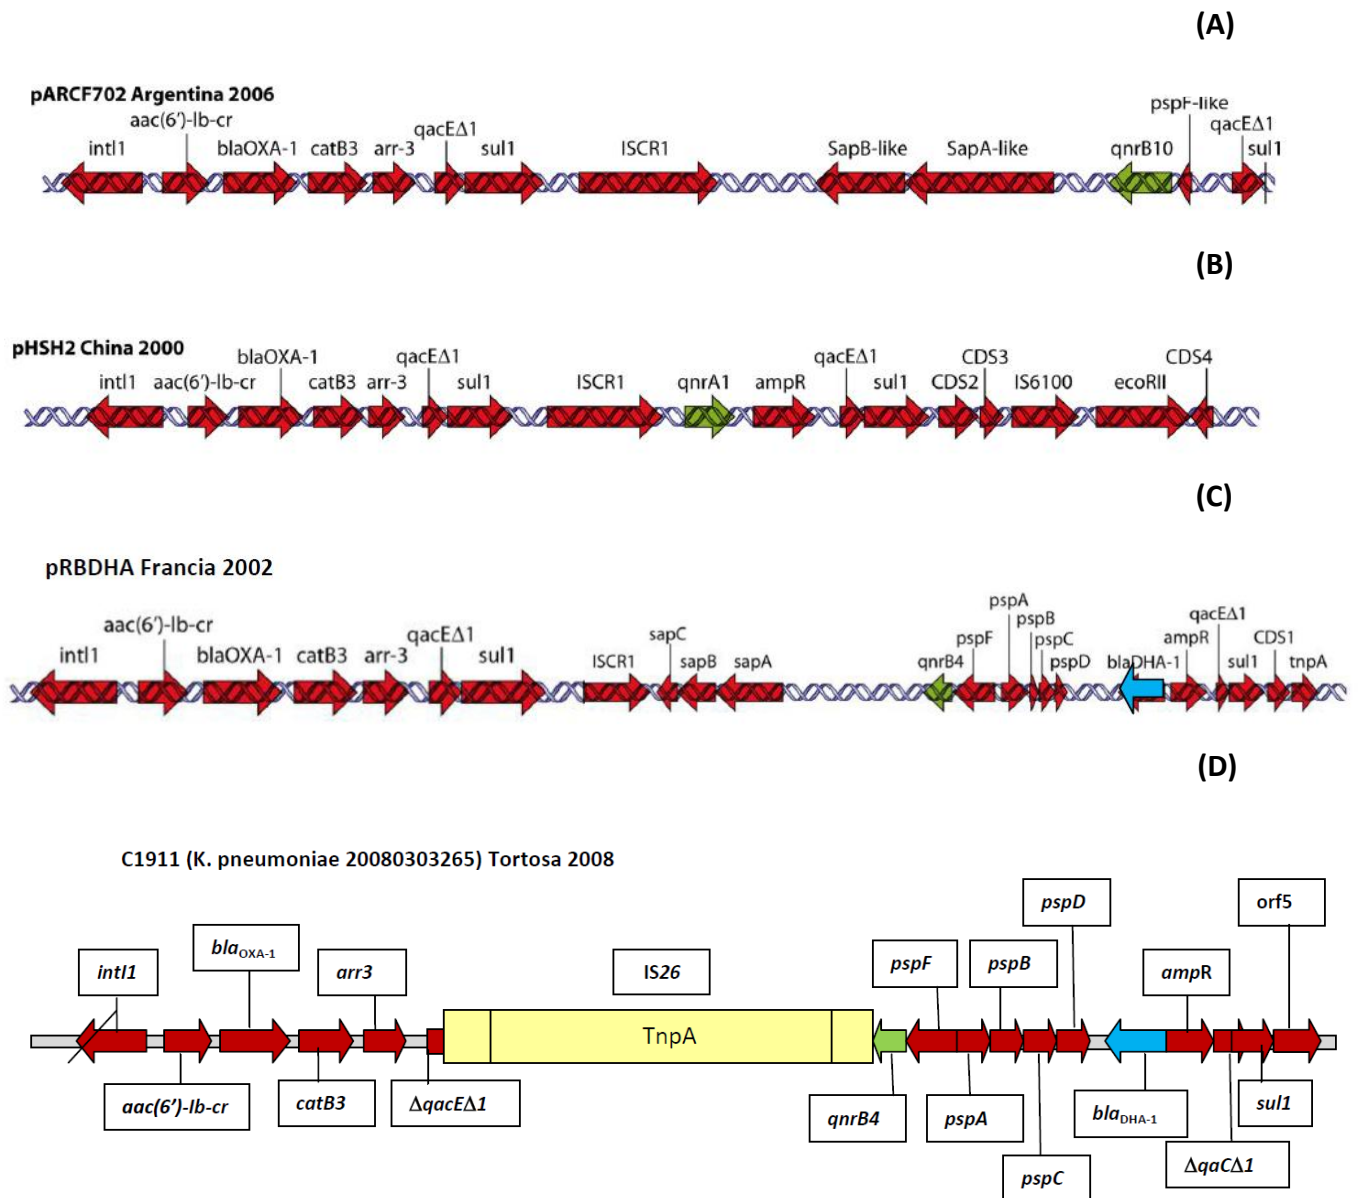 (A)
pARCF702 Argentina 2006
aac(6')-Ib-cr
pspF-like
qacEΔ1
qacEΔ1
intl1
blaOXA-1
catB3
arr-3
sul1
ISCR1
SapB-like
SapA-like
qnrB10
sul1
(B)
pHSH2 China 2000
blaOXA-1
qacEΔ1
qacEΔ1
CDS3
CDS4
intl1
aac(6')-Ib-cr
catB3
arr-3
sul1
ISCR1
qnrA1
ampR
sul1
CDS2
IS6100
ecoRII
(C)
pRBDHA Francia 2002
aac(6')-Ib-cr
qacEΔ1
sapC
pspA
pspB
qacEΔ1
intl1
blaOXA-1
catB3
arr-3
sul1
ISCR1
sapB
sapA
qnrB4
pspF
pspC
pspD
blaDHA-1
ampR
sul1
CDS1
tnpA
(D)
C1911 (K. pneumoniae 20080303265) Tortosa 2008
pspD
orf5
blaOXA-1
intI1
arr3
IS26
pspF
pspB
ampR
TnpA
aac(6')-Ib-cr
catB3
ΔqacEΔ1
qnrB4
pspA
blaDHA-1
sul1
pspC
ΔqaCΔ1